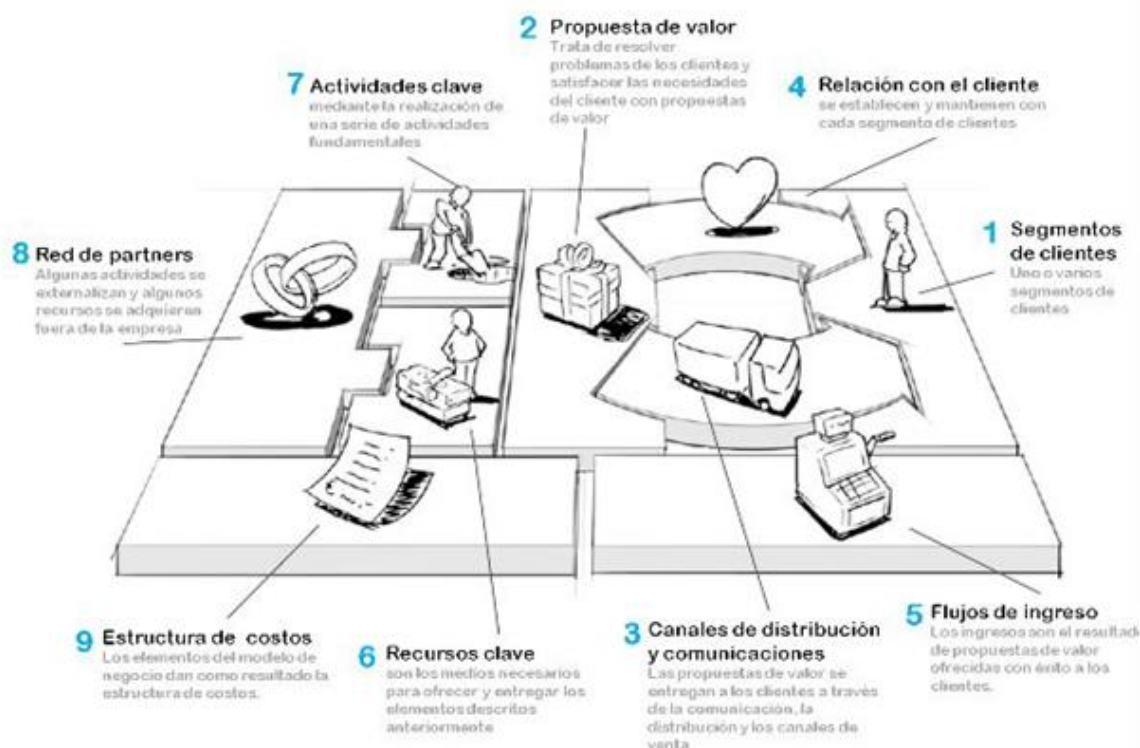 2 Propuesta de valor
Trata de resolver
problemas de los clientes y
satisfacer las necesidades
del cliente con propuestas
de valor
7 Actividades clave
mediante la realización de
una serie de actividades
fundamentales
4 Relación con el cliente
se establecen y mantienen con
cada segmento de clientes
8 Red de partners
Algunas actividades se
externalizan y algunos
recursos se adquieren
fuera de la empresa
1 Segmentos
de clientes
Uno o varios
segmentos de
clientes
9 Estructura de costos
Los elementos del modelo de
negocio dan como resultado la
estructura de costos.
6 Recursos clave
son los medios necesarios
para ofrecer y entregar los
elementos descritos
anteriormente
3 Canales de distribución
y comunicaciones
Las propuestas de valor se
entregan a los clientes a través
de la comunicación, la
distribución y los canales de
venta
5 Flujos de ingreso
Los ingresos son el resultado
de propuestas de valor
ofrecidas con éxito a los
clientes.